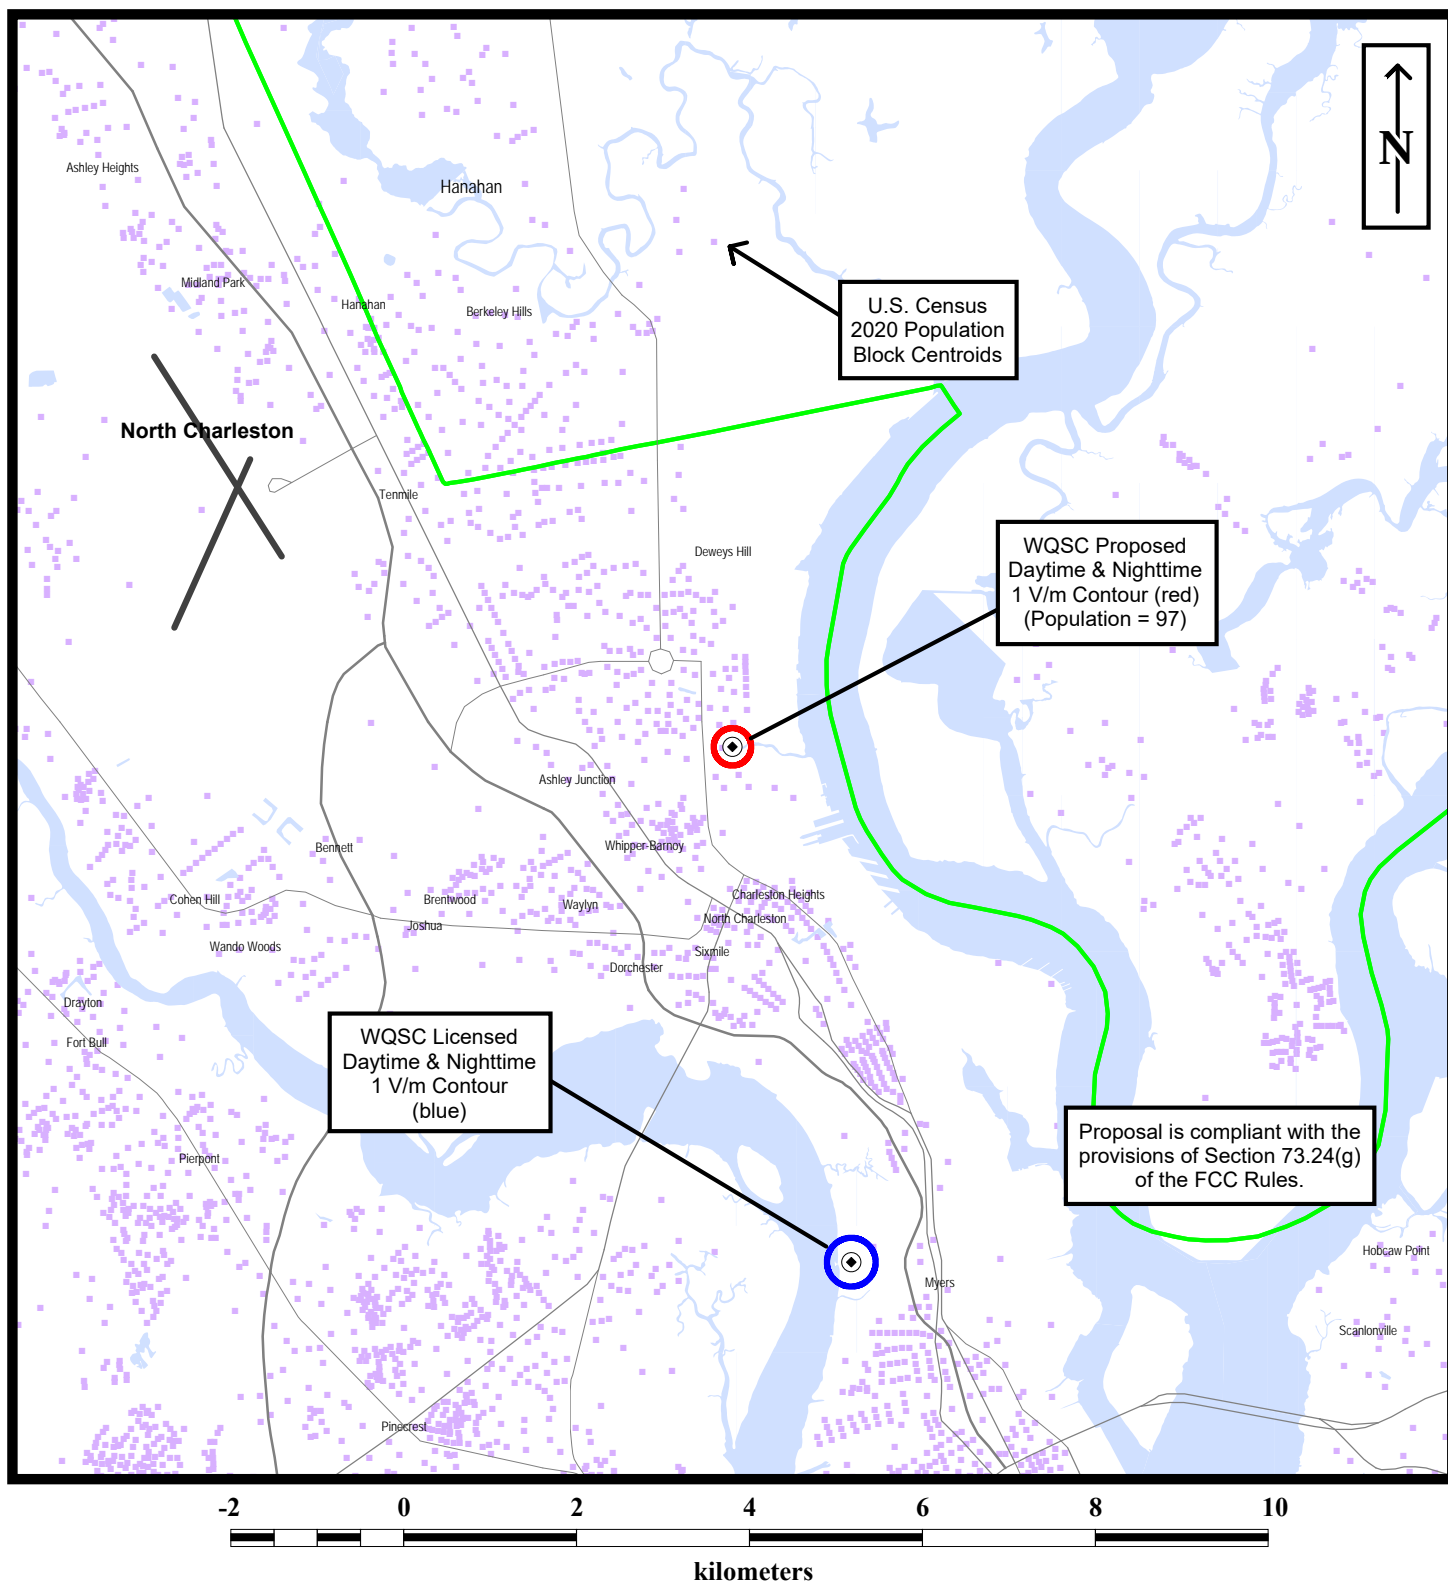 N
Ashley Heights
Hanahan
Midland Park
Hanahan
Berkeley Hills
U.S. Census
2020 Population
Block Centroids
North Charleston
Tenmile
Deweys Hill
WQSC Proposed
Daytime & Nighttime
1 V/m Contour (red)
(Population = 97)
Ashley Junction
Bennett
Whipper-Barnoy
Cohen Hill
Brentwood
Waylyn
Charleston Heights
Joshua
North Charleston
Wando Woods
Sixmile
Dorchester
Drayton
Fort Bull
WQSC Licensed
Daytime & Nighttime
1 V/m Contour
(blue)
Proposal is compliant with the
provisions of Section 73.24(g)
of the FCC Rules.
Pierpont
Hobcaw Point
Myers
Scanlonville
Pinecrest
-2 0 2 4 6 8 10
kilometers